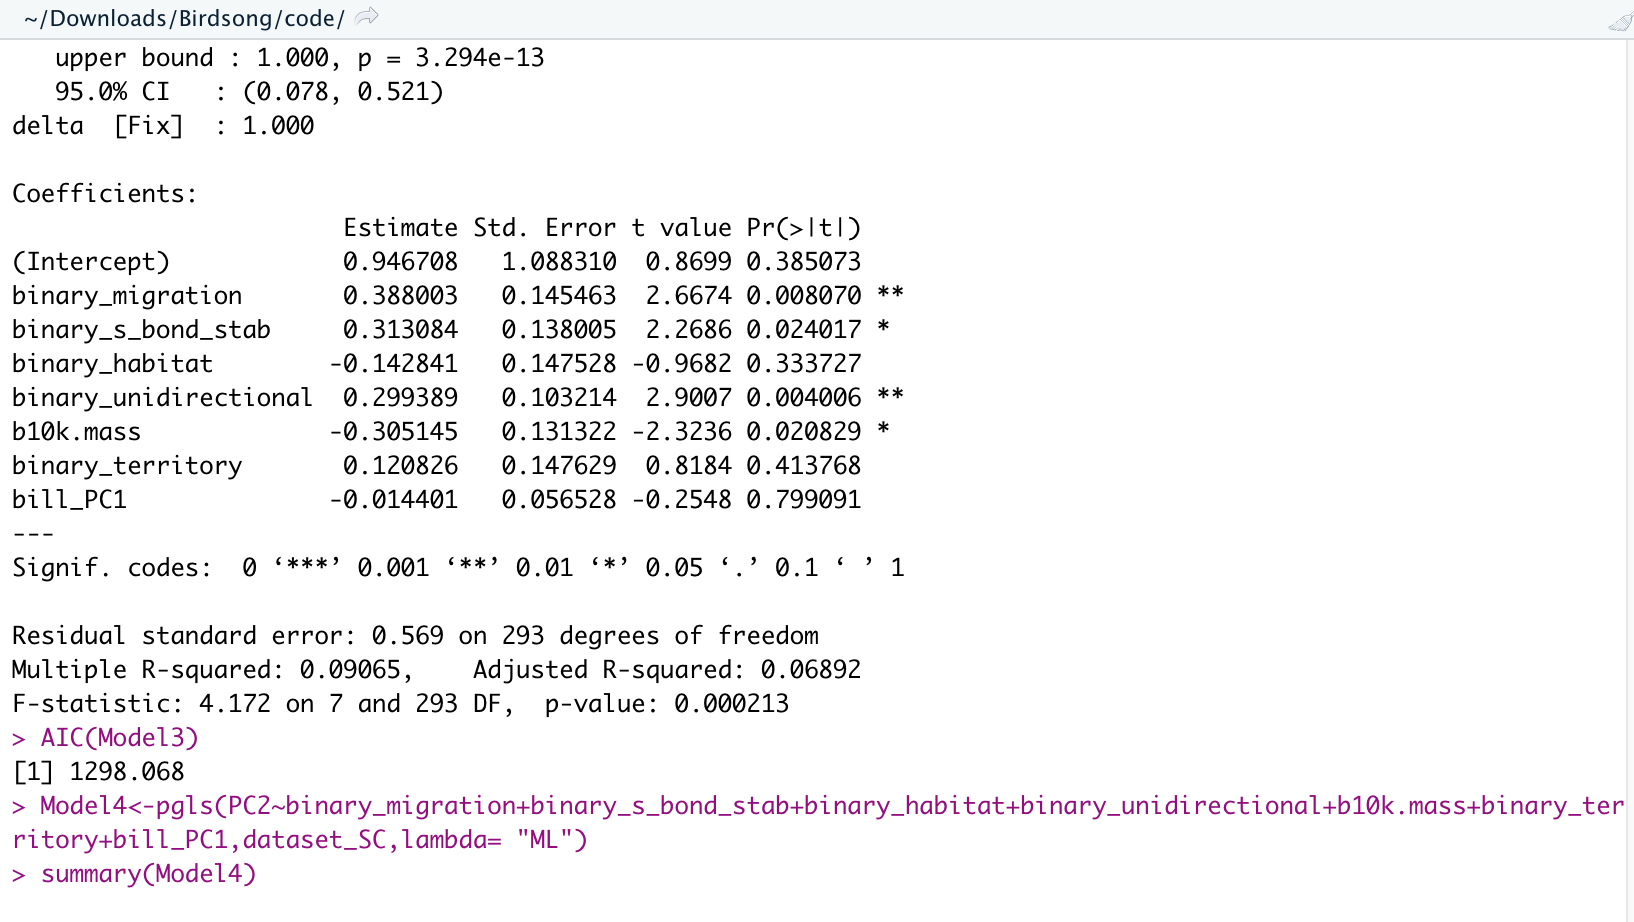 ~/Downloads/Birdsong/code/
   upper bound : 1.000, p = 3.294e-13
   95.0% CI   : (0.078, 0.521)
delta  [Fix]  : 1.000

Coefficients:
                       Estimate Std. Error t value Pr(>|t|)
(Intercept)            0.946708   1.088310  0.8699 0.385073
binary_migration       0.388003   0.145463  2.6674 0.008070 **
binary_s_bond_stab     0.313084   0.138005  2.2686 0.024017 *
binary_habitat        -0.142841   0.147528 -0.9682 0.333727
binary_unidirectional  0.299389   0.103214  2.9007 0.004006 **
b10k.mass             -0.305145   0.131322 -2.3236 0.020829 *
binary_territory       0.120826   0.147629  0.8184 0.413768
bill_PC1              -0.014401   0.056528 -0.2548 0.799091
---
Signif. codes:  0 ‘***’ 0.001 ‘**’ 0.01 ‘*’ 0.05 ‘.’ 0.1 ‘ ’ 1

Residual standard error: 0.569 on 293 degrees of freedom
Multiple R-squared: 0.09065,    Adjusted R-squared: 0.06892
F-statistic: 4.172 on 7 and 293 DF,  p-value: 0.000213
> AIC(Model3)
[1] 1298.068
> Model4<-pgls(PC2~binary_migration+binary_s_bond_stab+binary_habitat+binary_unidirectional+b10k.mass+binary_ter
ritory+bill_PC1,dataset_SC,lambda= "ML")
> summary(Model4)